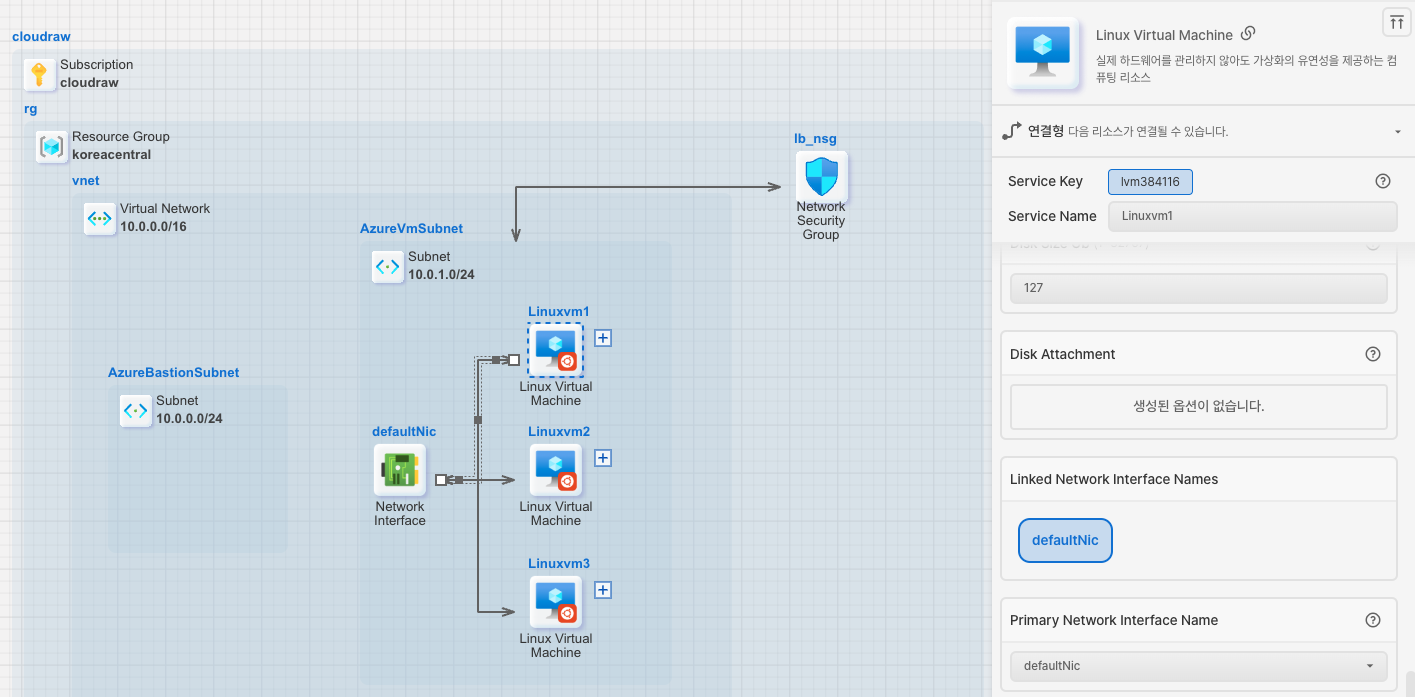 cloudraw
Subscription
cloudraw
rg
Resource Group
koreacentral
vnet
Virtual Network
10.0.0.0/16
AzureBastionSubnet
Subnet
10.0.0.0/24
AzureVmSubnet
Subnet
10.0.1.0/24
lb_nsg
Network
Security
Group
defaultNic
Network
Interface
Linuxvm1
Linux Virtual
Machine
Linuxvm2
Linux Virtual
Machine
Linuxvm3
Linux Virtual
Machine
Linux Virtual Machine
실제 하드웨어를 관리하지 않아도 가상화의 유연성을 제공하는 컴
퓨팅 리소스
연결형 다음 리소스가 연결될 수 있습니다.
Service Key
lvm384116
Service Name
Linuxvm1
127
Disk Attachment
생성된 옵션이 없습니다.
Linked Network Interface Names
defaultNic
Primary Network Interface Name
defaultNic